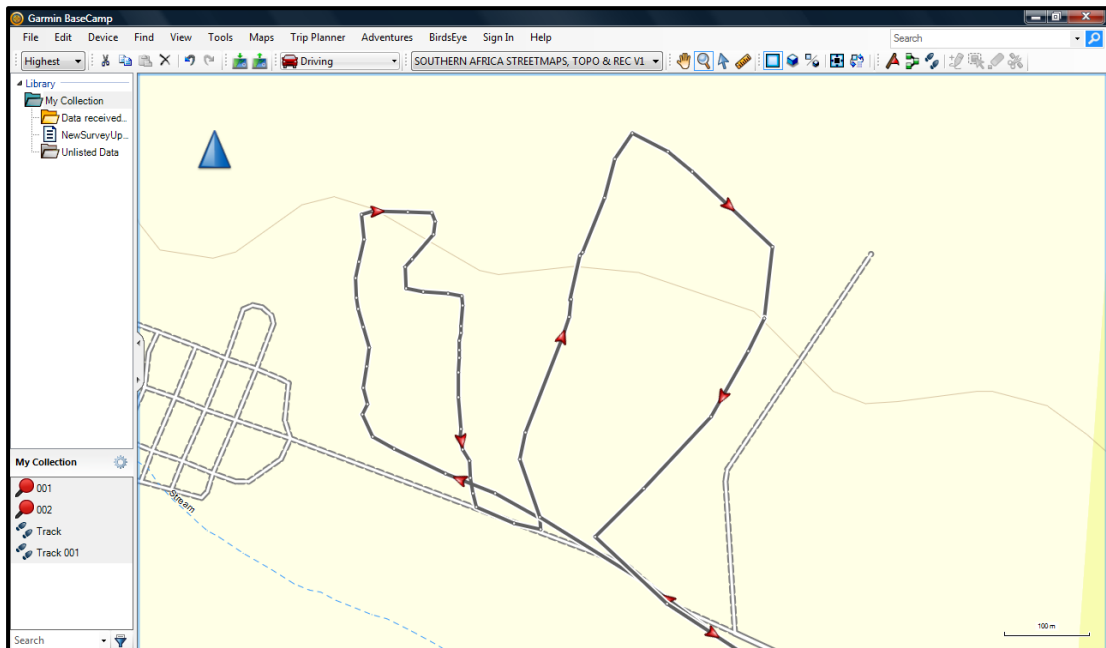 Garmin BaseCamp
File Edit Device Find View Tools Maps Trip Planner Adventures BirdsEye Sign In Help
Search
Highest
Driving
SOUTHERN AFRICA STREETMAPS, TOPO & REC V1
Library
My Collection
Data received...
NewSurveyUp...
Unlisted Data
My Collection
001
002
Track
Track 001
Search
Stream
100 m